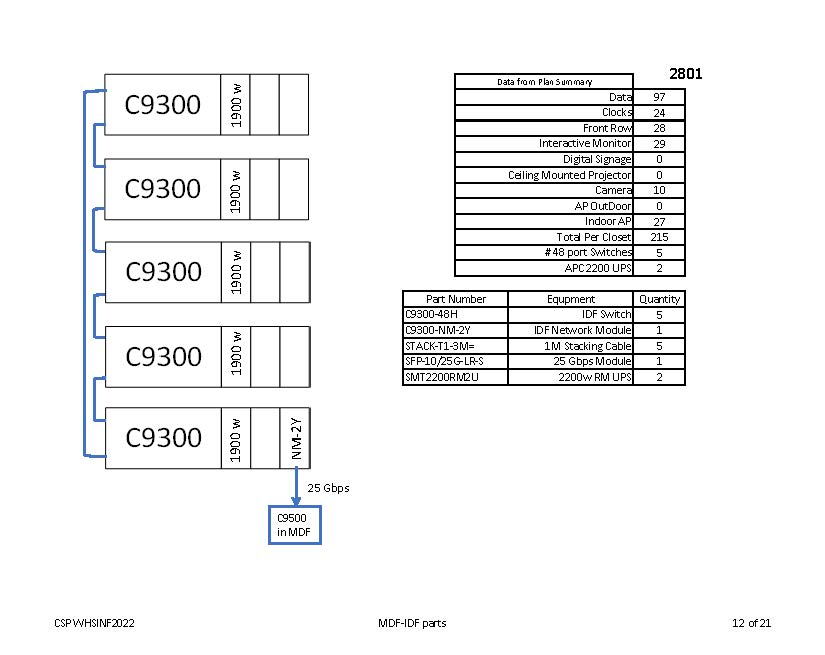 C9300 1900 w
C9300 1900 w
C9300 1900 w
C9300 1900 w
C9300 1900 w NM-2Y
25 Gbps
C9500
in MDF
2801
Data from Plan Summary
Data 97
Clocks 24
Front Row 28
Interactive Monitor 29
Digital Signage 0
Ceiling Mounted Projector 0
Camera 10
AP OutDoor 0
Indoor AP 27
Total Per Closet 215
#48 port Switches 5
APC2200 UPS 2
Part Number Equpment Quantity
C9300-48H IDF Switch 5
C9300-NM-2Y IDF Network Module 1
STACK-T1-3M= 1M Stacking Cable 5
SFP-10/25G-LR-S 25 Gbps Module 1
SMT2200RM2U 2200w RM UPS 2
CSPWHSINF2022 MDF-IDF parts 12 of 21